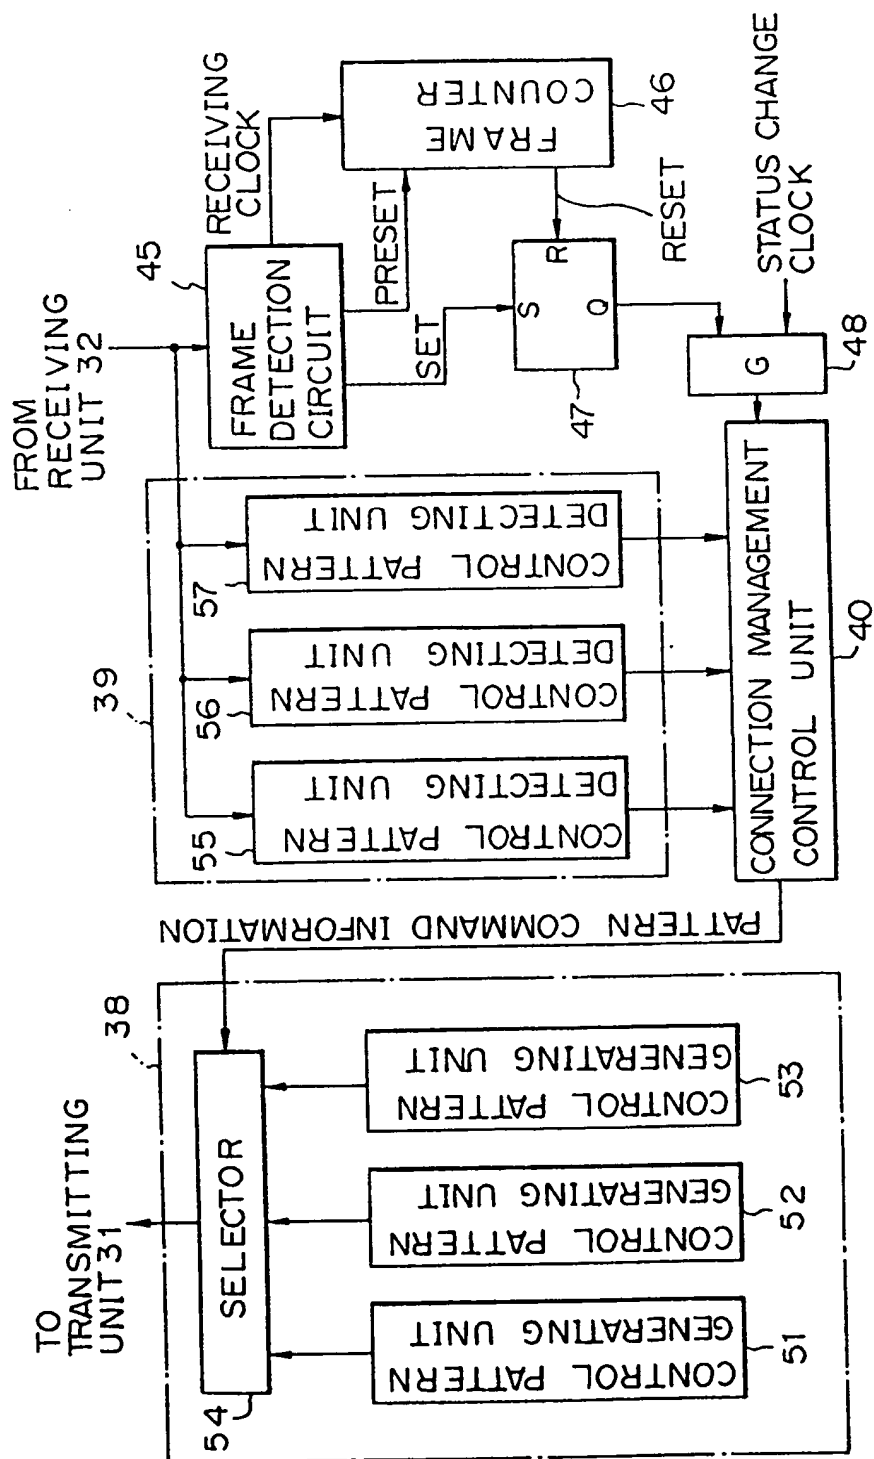 TO
TRANSMITTING
UNIT 31
38
SELECTOR
54
CONTROL PATTERN
GENERATING UNIT
51
CONTROL PATTERN
GENERATING UNIT
52
CONTROL PATTERN
GENERATING UNIT
53
PATTERN COMMAND INFORMATION
FROM
RECEIVING
UNIT 32
39
CONTROL PATTERN
DETECTING UNIT
55
CONTROL PATTERN
DETECTING UNIT
56
CONTROL PATTERN
DETECTING UNIT
57
CONNECTION MANAGEMENT
CONTROL UNIT
40
45
FRAME
DETECTION
CIRCUIT
RECEIVING
CLOCK
PRESET
SET
FRAME
COUNTER
46
S
R
Q
47
RESET
G
48
STATUS CHANGE
CLOCK